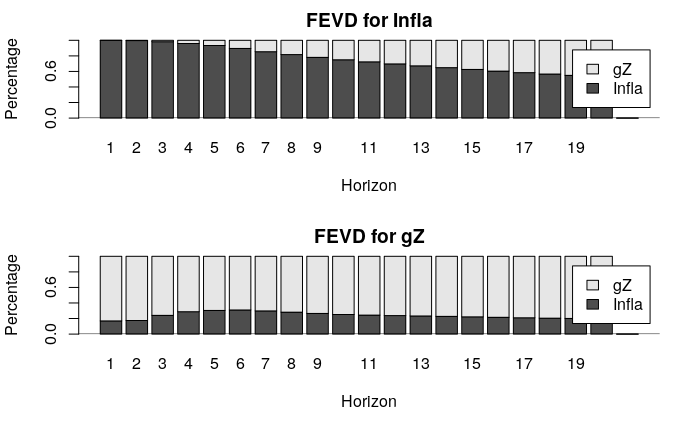 FEVD for Infla
Percentage
0.6
0.0
gZ
Infla
1 2 3 4 5 6 7 8 9 11 13 15 17 19
Horizon
FEVD for gZ
Percentage
0.6
0.0
gZ
Infla
1 2 3 4 5 6 7 8 9 11 13 15 17 19
Horizon